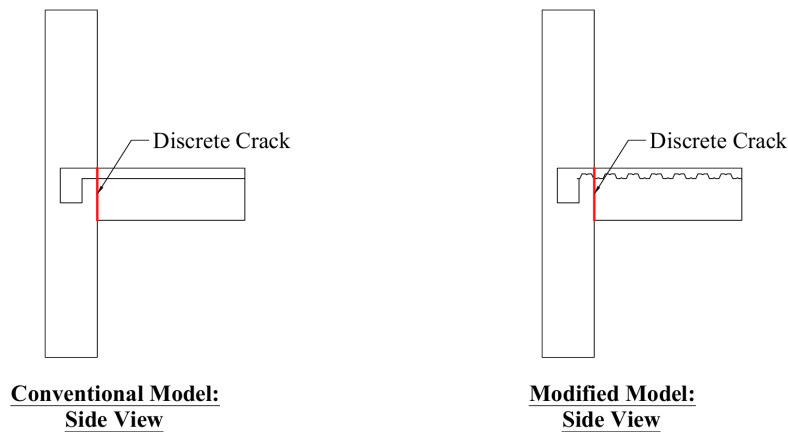 Discrete Crack
Discrete Crack
Conventional Model:
Side View
Modified Model:
Side View